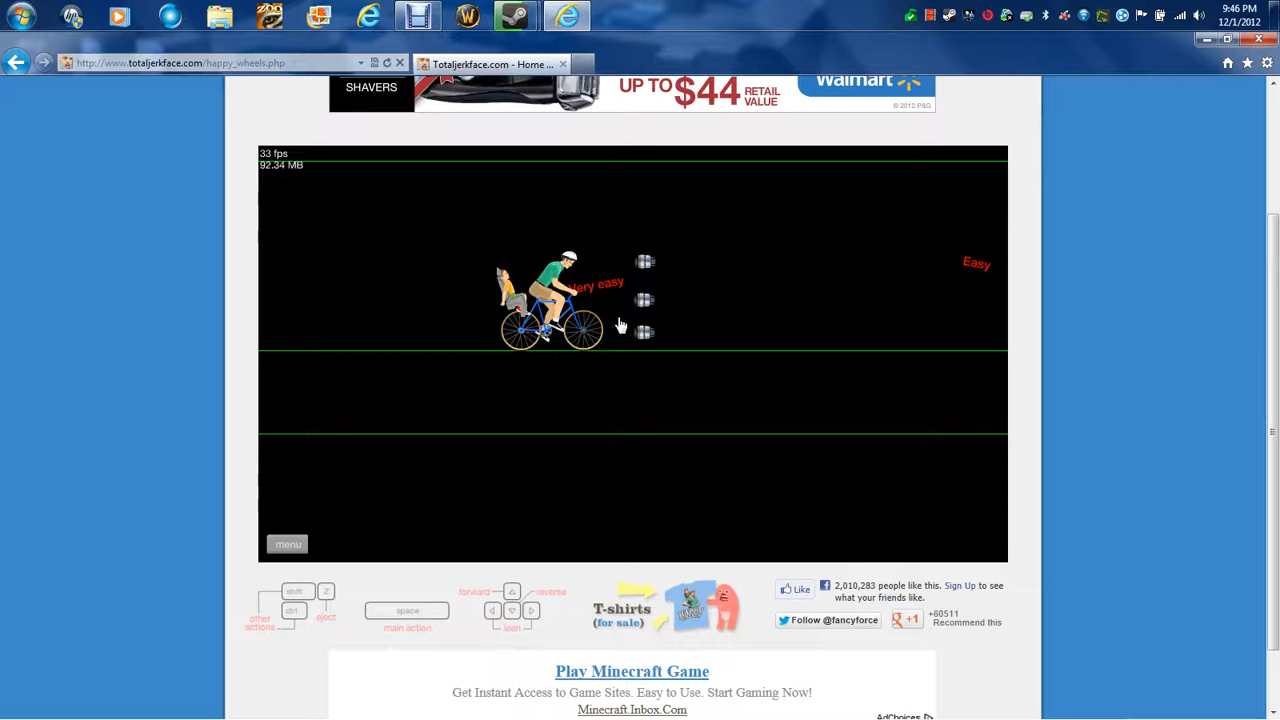 9:46 PM
12/1/2012
http://www.totaljerkface.com/happy_wheels.php
Totaljerkface.com - Home ...
SHAVERS
UP TO $44 RETAIL VALUE
Walmart
© 2012 P&G
33 fps
92.34 MB
Very easy
Easy
menu
shift
Z
ctrl
other actions
eject
space
main action
forward
reverse
lean
T-shirts
(for sale)
Like
2,010,283 people like this. Sign Up to see
what your friends like.
Follow @fancyforce
+1
+60511
Recommend this
Play Minecraft Game
Get Instant Access to Game Sites. Easy to Use. Start Gaming Now!
Minecraft.Inbox.Com
AdChoices